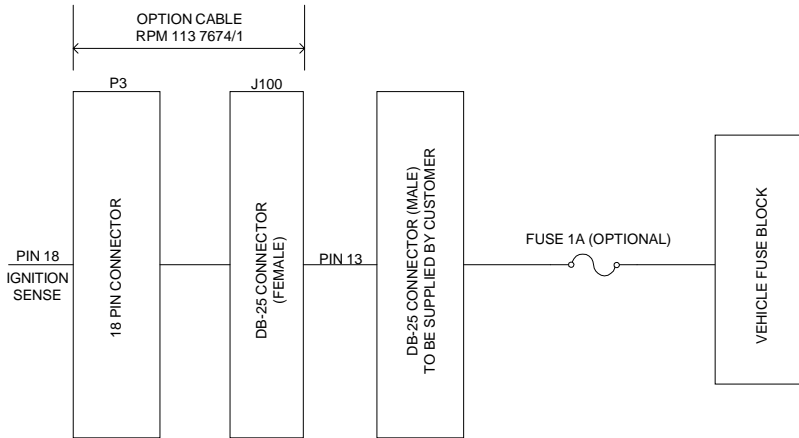 OPTION CABLE
RPM 113 7674/1
P3
J100
18 PIN CONNECTOR
DB-25 CONNECTOR
(FEMALE)
DB-25 CONNECTOR (MALE)
TO BE SUPPLIED BY CUSTOMER
VEHICLE FUSE BLOCK
FUSE 1A (OPTIONAL)
PIN 18
IGNITION
SENSE
PIN 13